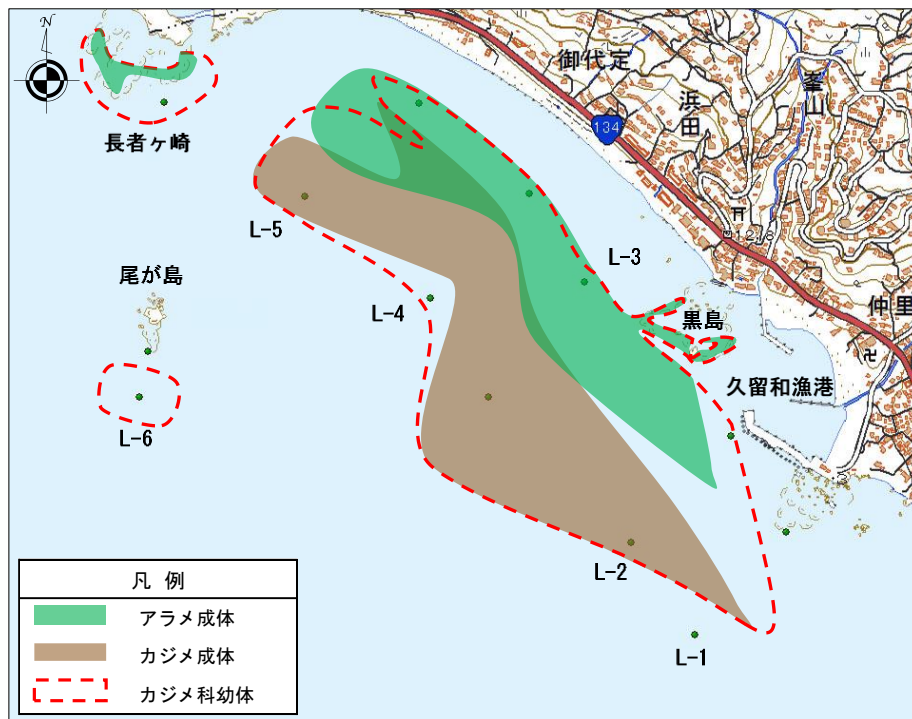 N
御代定
浜田
峯山
134
長者ヶ崎
12.8
L-5
L-3
尾が島
L-4
黒島
仲里
久留和漁港
L-6
L-2
L-1
凡 例
アラメ成体
カジメ成体
カジメ科幼体